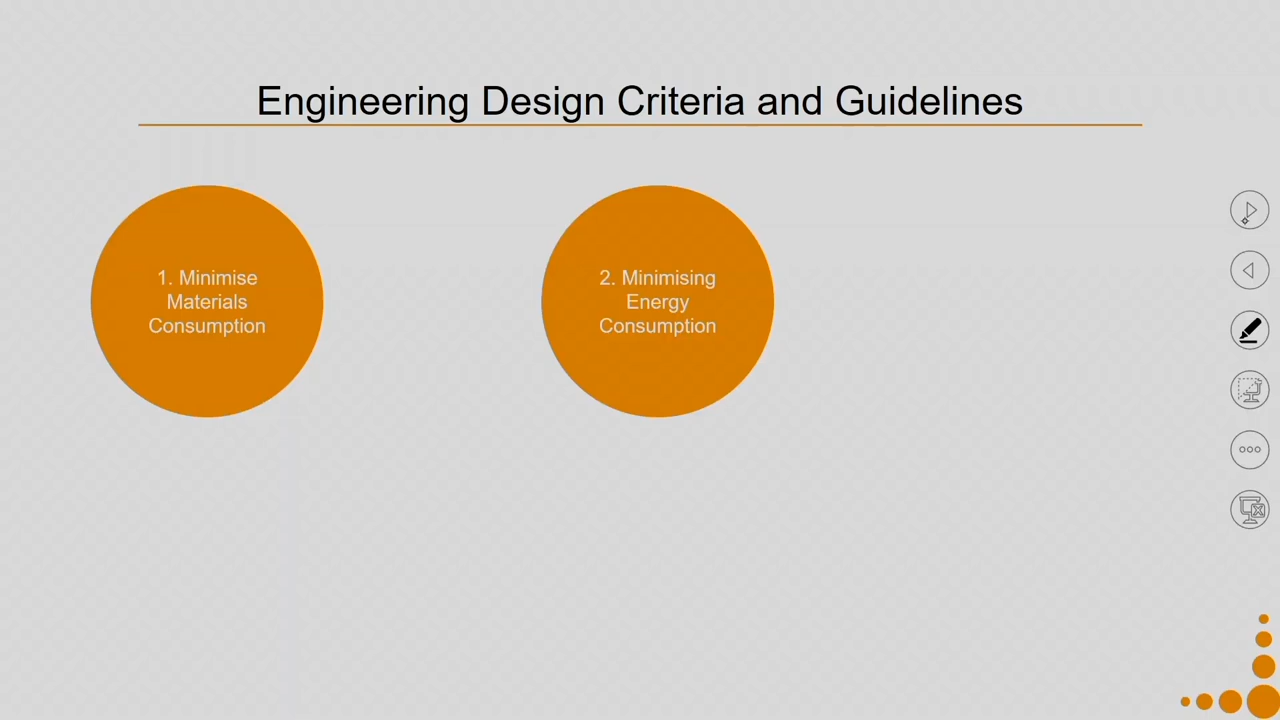 Engineering Design Criteria and Guidelines
1. Minimise
Materials
Consumption
2. Minimising
Energy
Consumption